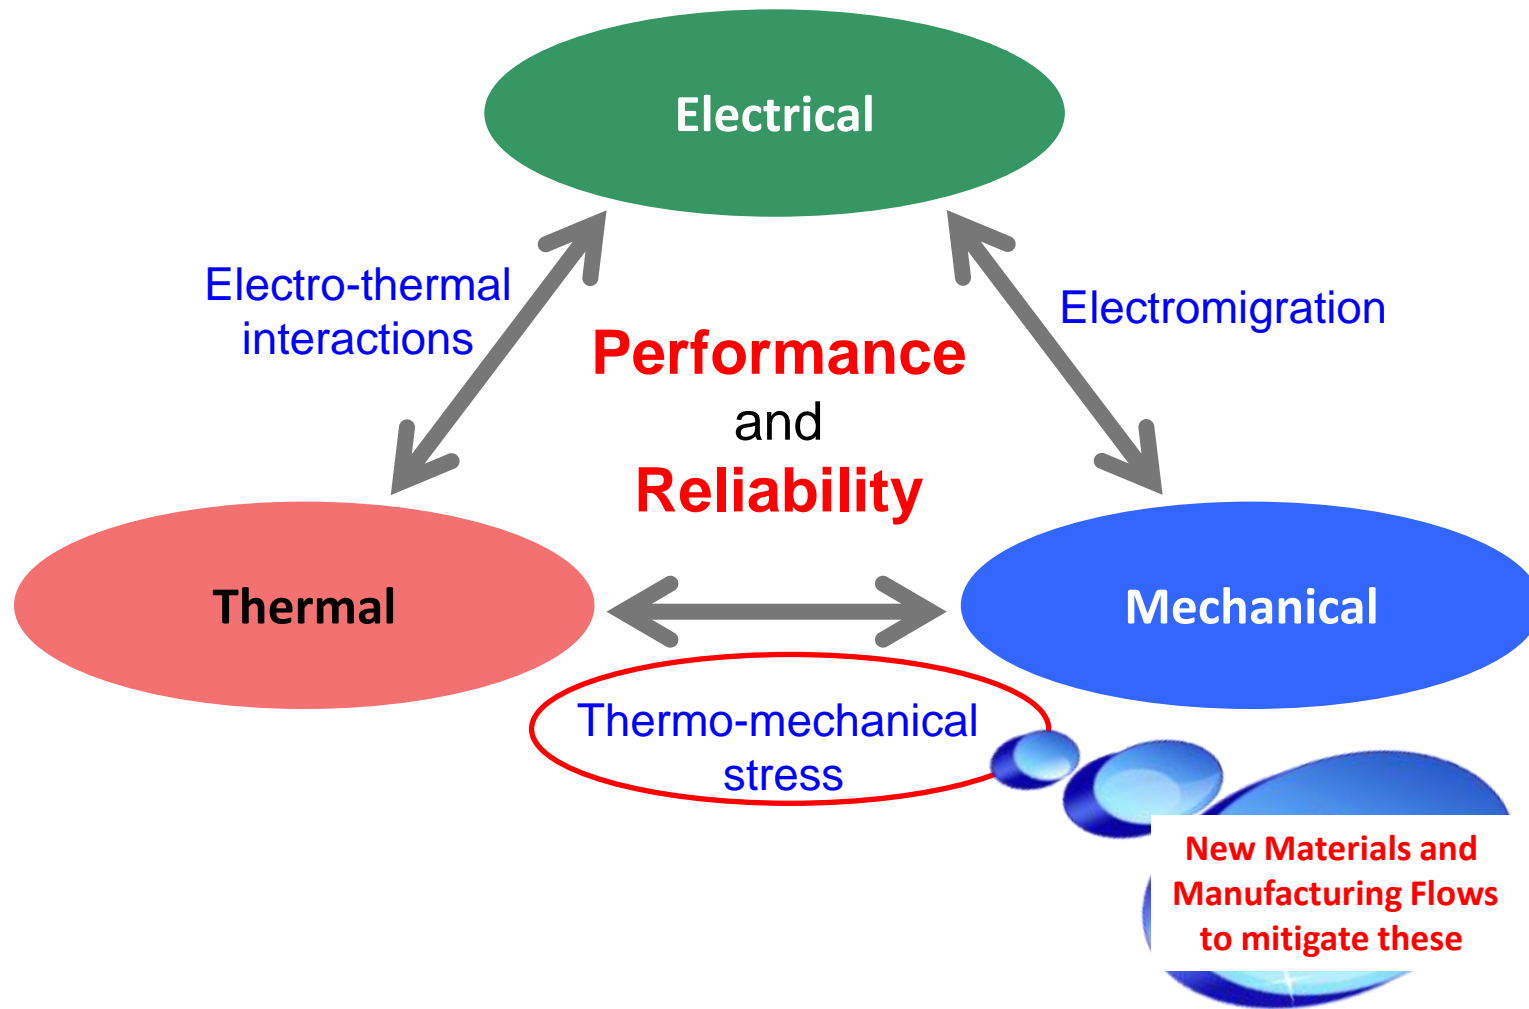 Electrical
Electro-thermal
interactions
Electromigration
Performance
and
Reliability
Thermal
Mechanical
Thermo-mechanical
stress
New Materials and
Manufacturing Flows
to mitigate these